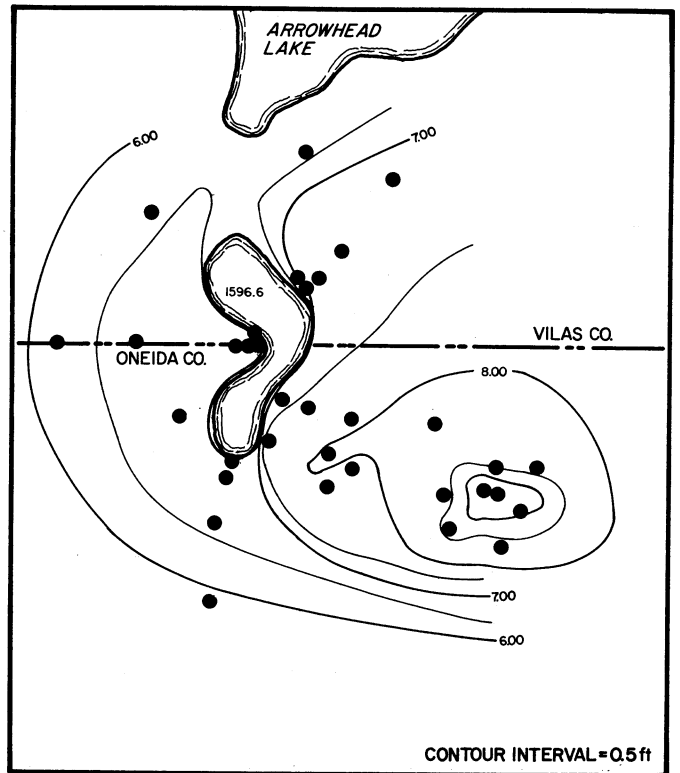 ARROWHEAD
LAKE
6.00
7.00
1596.6
VILAS CO.
ONEIDA CO.
8.00
7.00
6.00
CONTOUR INTERVAL = 0.5 ft